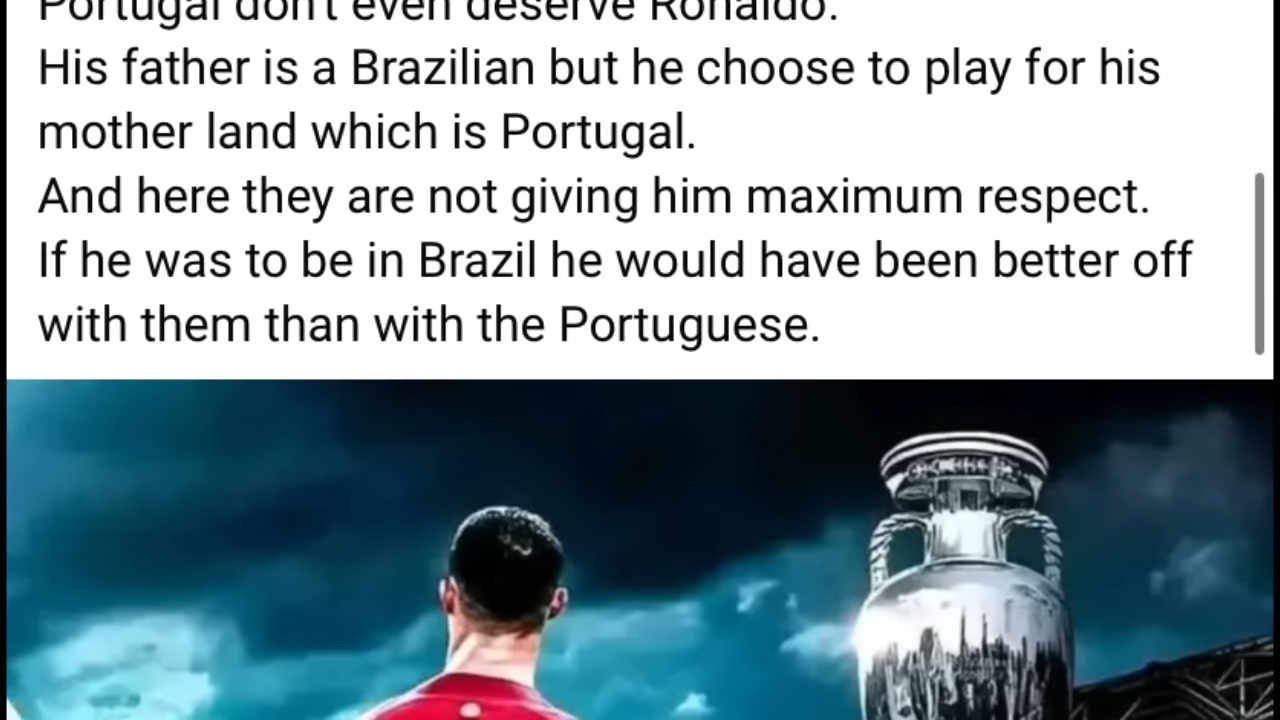 Portugal don't even deserve Ronaldo.
His father is a Brazilian but he choose to play for his
mother land which is Portugal.
And here they are not giving him maximum respect.
If he was to be in Brazil he would have been better off
with them than with the Portuguese.